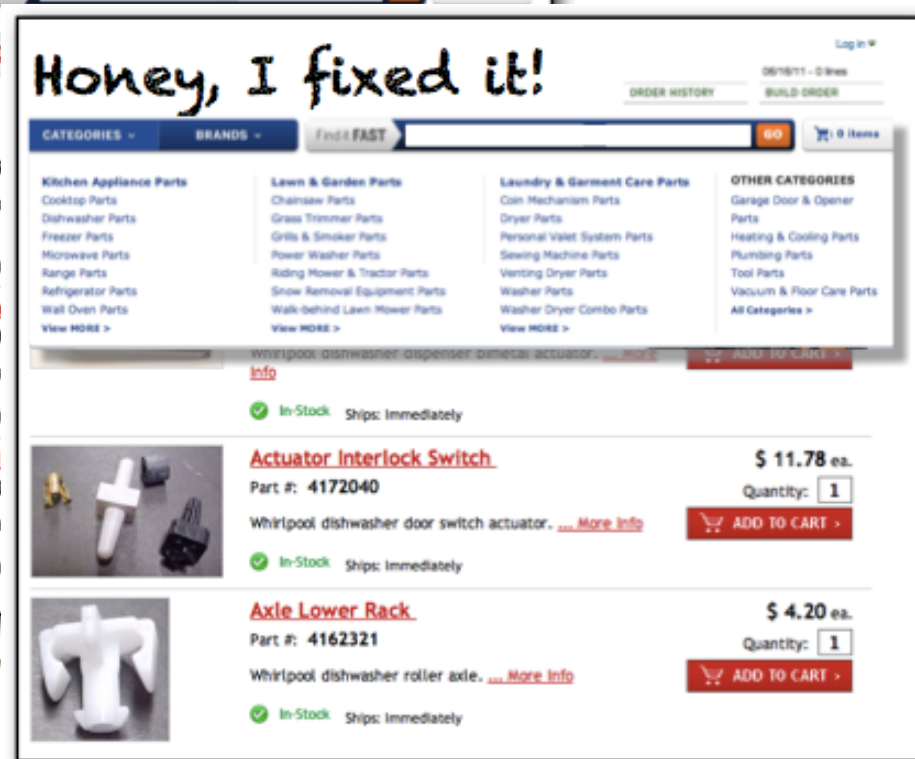 Honey, I fixed it!
Log in
06/16/11 - 0 lines
ORDER HISTORY
BUILD ORDER
CATEGORIES
BRANDS
Find it FAST
GO
: 0 items
Kitchen Appliance Parts
Cooktop Parts
Dishwasher Parts
Freezer Parts
Microwave Parts
Range Parts
Refrigerator Parts
Wall Oven Parts
View MORE >
Lawn & Garden Parts
Chainsaw Parts
Grass Trimmer Parts
Grills & Smoker Parts
Power Washer Parts
Riding Mower & Tractor Parts
Snow Removal Equipment Parts
Walk-behind Lawn Mower Parts
View MORE >
Laundry & Garment Care Parts
Coin Mechanism Parts
Dryer Parts
Personal Valet System Parts
Sewing Machine Parts
Venting Dryer Parts
Washer Parts
Washer Dryer Combo Parts
View MORE >
OTHER CATEGORIES
Garage Door & Opener
Parts
Heating & Cooling Parts
Plumbing Parts
Tool Parts
Vacuum & Floor Care Parts
All Categories >
Whirlpool dishwasher dispenser bimetal actuator. ... More
Info
ADD TO CART >
In-Stock Ships: Immediately
Actuator Interlock Switch
Part #: 4172040
Whirlpool dishwasher door switch actuator. ... More Info
In-Stock Ships: Immediately
$ 11.78 ea.
Quantity: 1
ADD TO CART >
Axle Lower Rack
Part #: 4162321
Whirlpool dishwasher roller axle. ... More Info
In-Stock Ships: Immediately
$ 4.20 ea.
Quantity: 1
ADD TO CART >